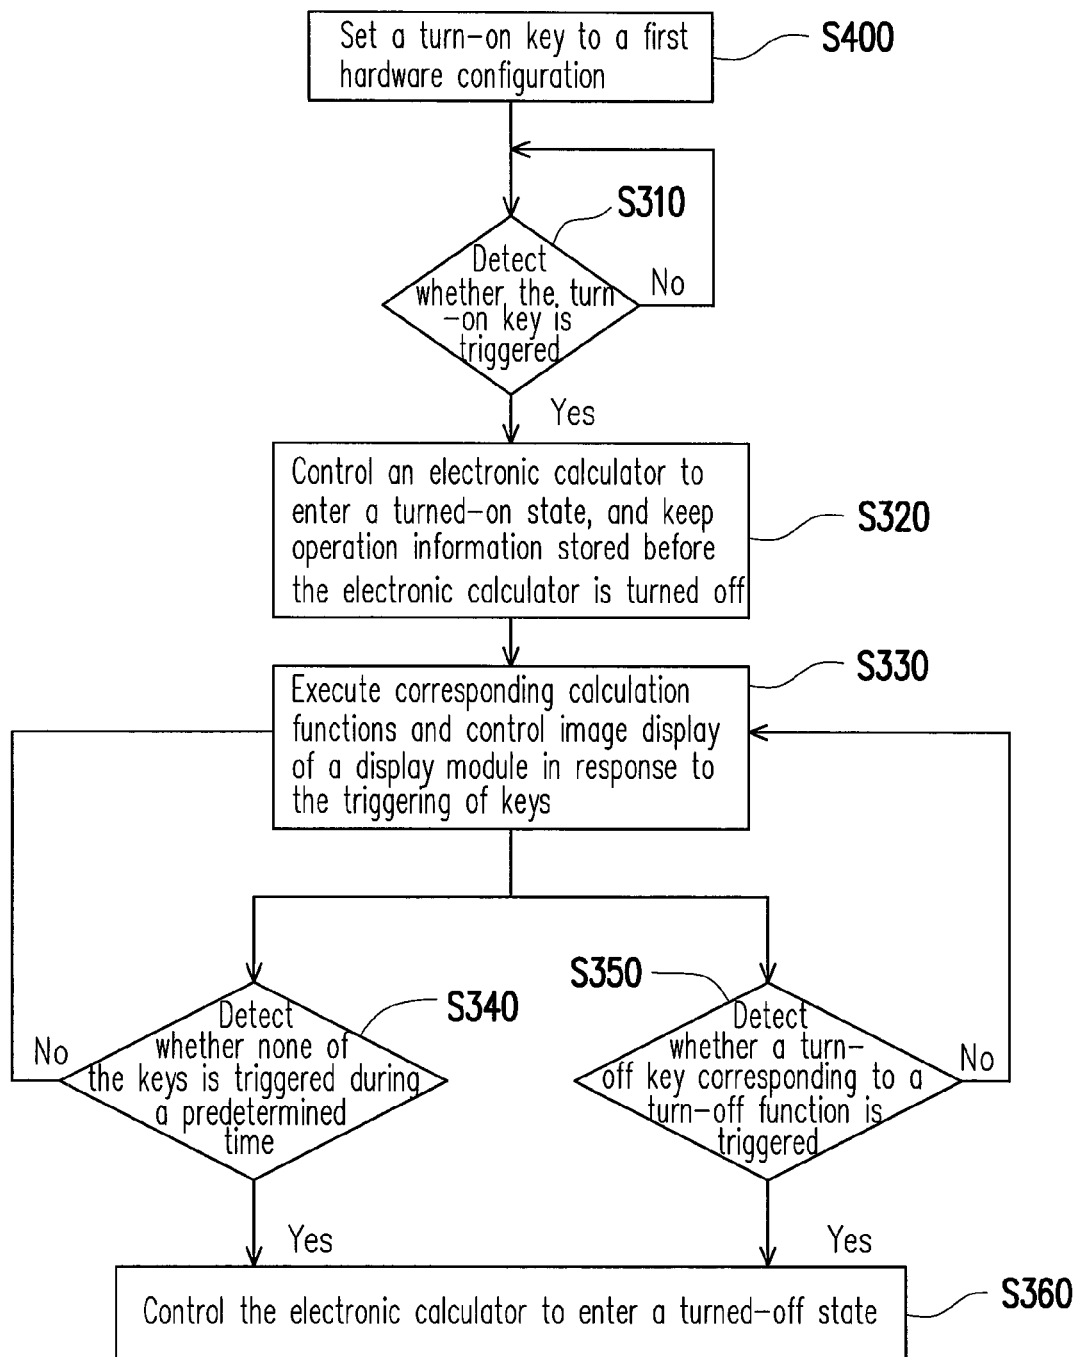 Set a turn-on key to a first
hardware configuration
S400
S310
Detect
whether the turn
-on key is
triggered
No
Yes
Control an electronic calculator to
enter a turned-on state, and keep
operation information stored before
the electronic calculator is turned off
S320
S330
Execute corresponding calculation
functions and control image display
of a display module in response to
the triggering of keys
S340
Detect
whether none of
the keys is triggered during
a predetermined
time
No
Yes
S350
Detect
whether a turn-
off key corresponding to a
turn-off function is
triggered
No
Yes
Control the electronic calculator to enter a turned-off state
S360